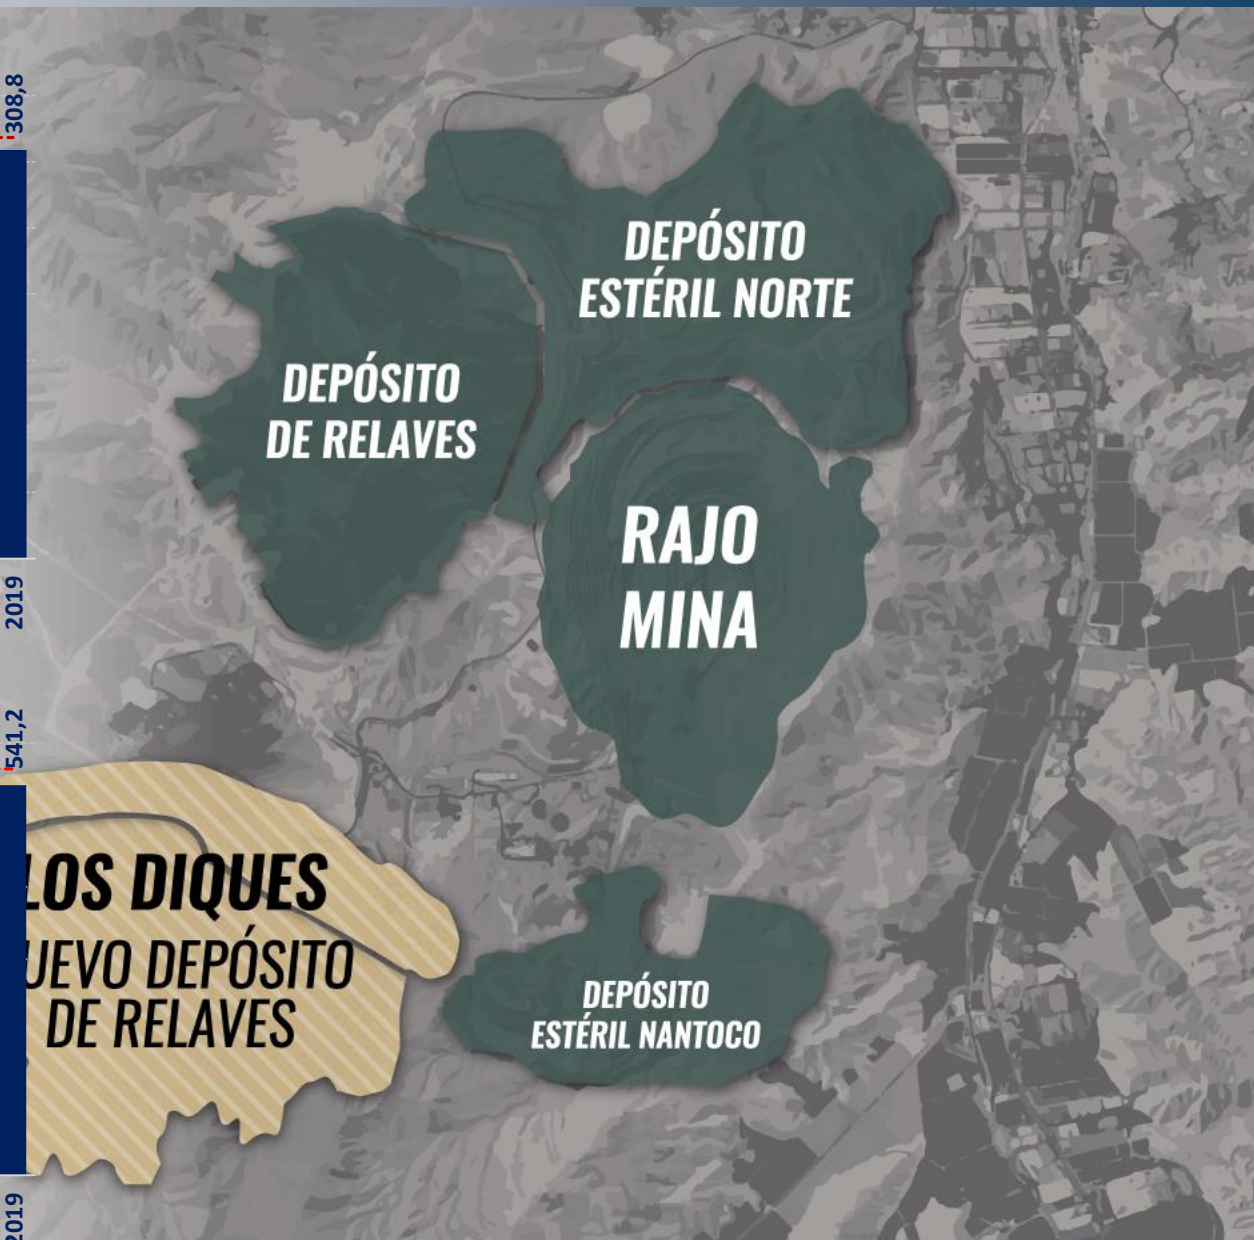 308,8
DEPÓSITO
ESTÉRIL NORTE
DEPÓSITO
DE RELAVES
RAJO
MINA
2019
541,2
LOS DIQUES
UEVO DEPÓSITO
DE RELAVES
DEPÓSITO
ESTÉRIL NANTOCO
2019